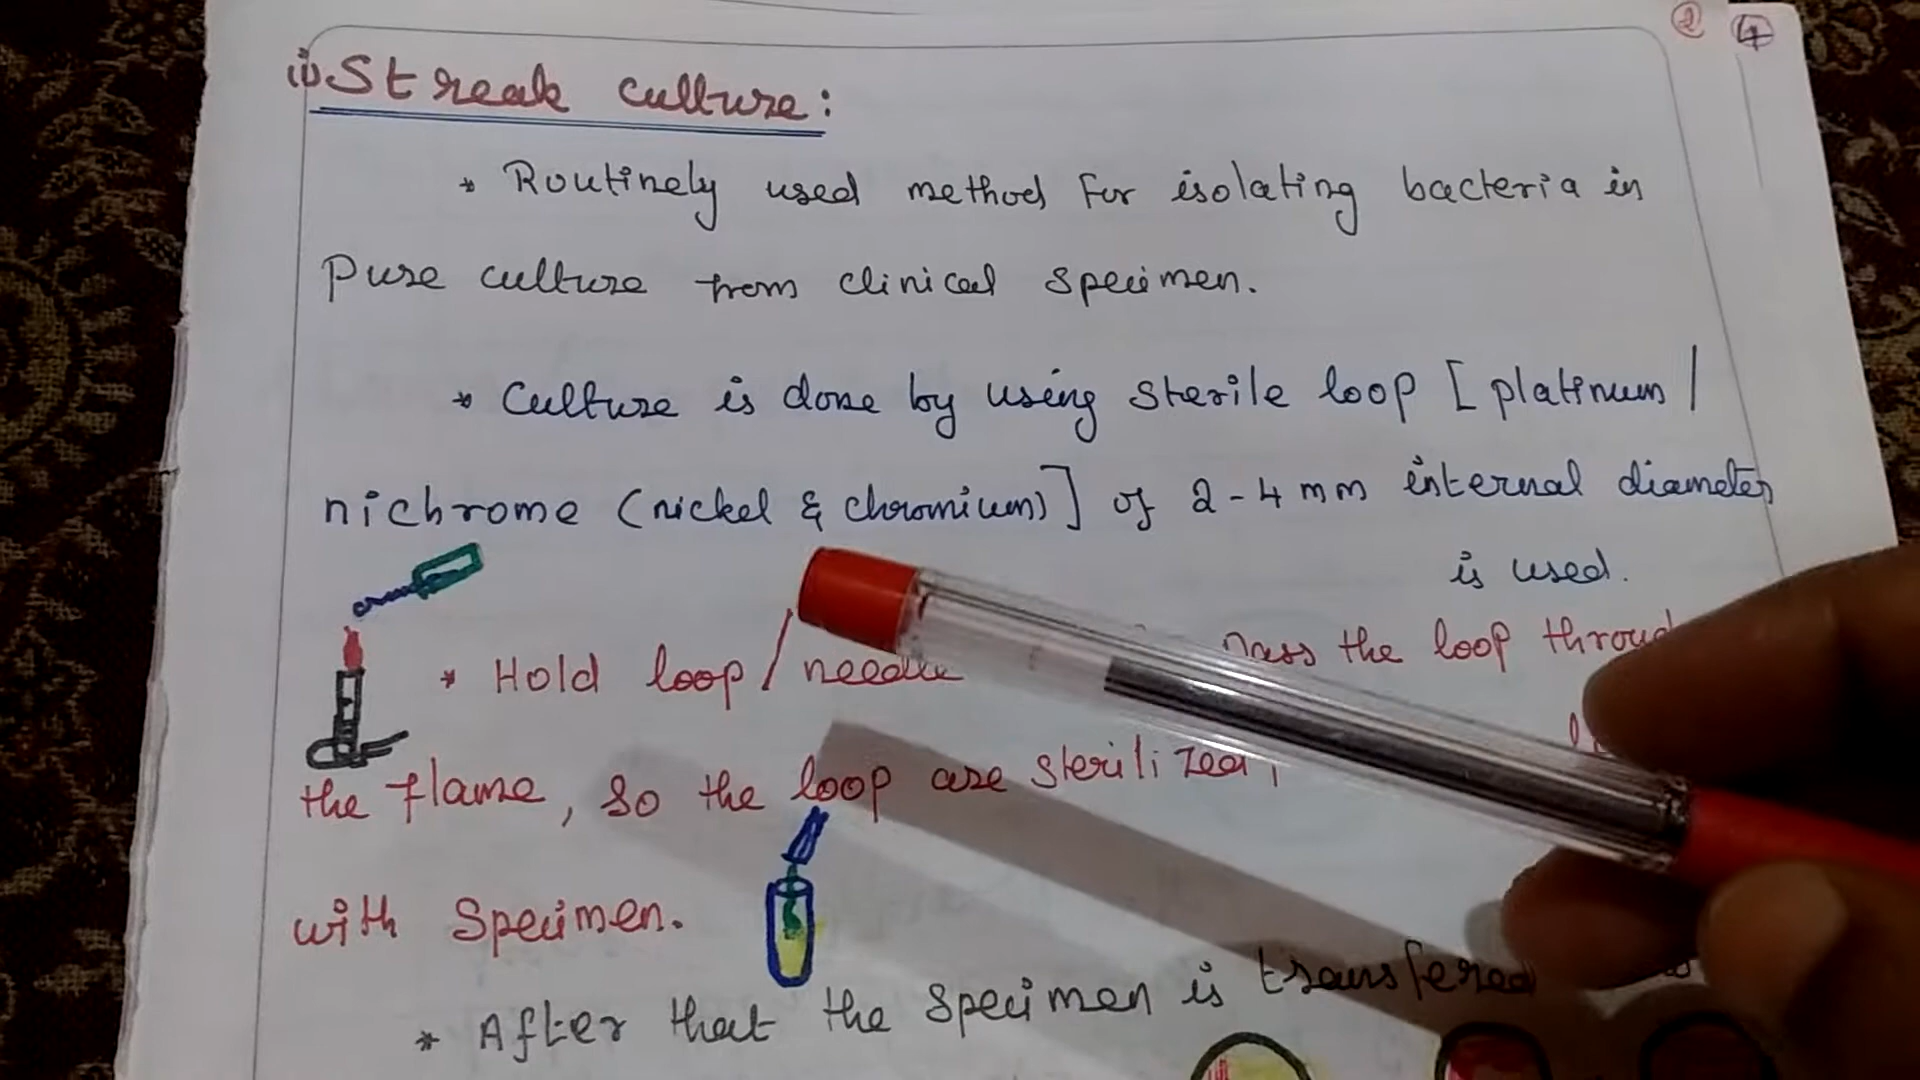 ② 4
ii) Streak culture:
* Routinely used method for isolating bacteria in
Pure culture from clinical specimen.
* Culture is done by using sterile loop [platinum /
nichrome (nickel & chromium)] of 2-4 mm internal diameter
is used.
* Hold loop / needle pass the loop through
the flame, so the loop are sterilized,
with Specimen.
* After that the specimen is transfered